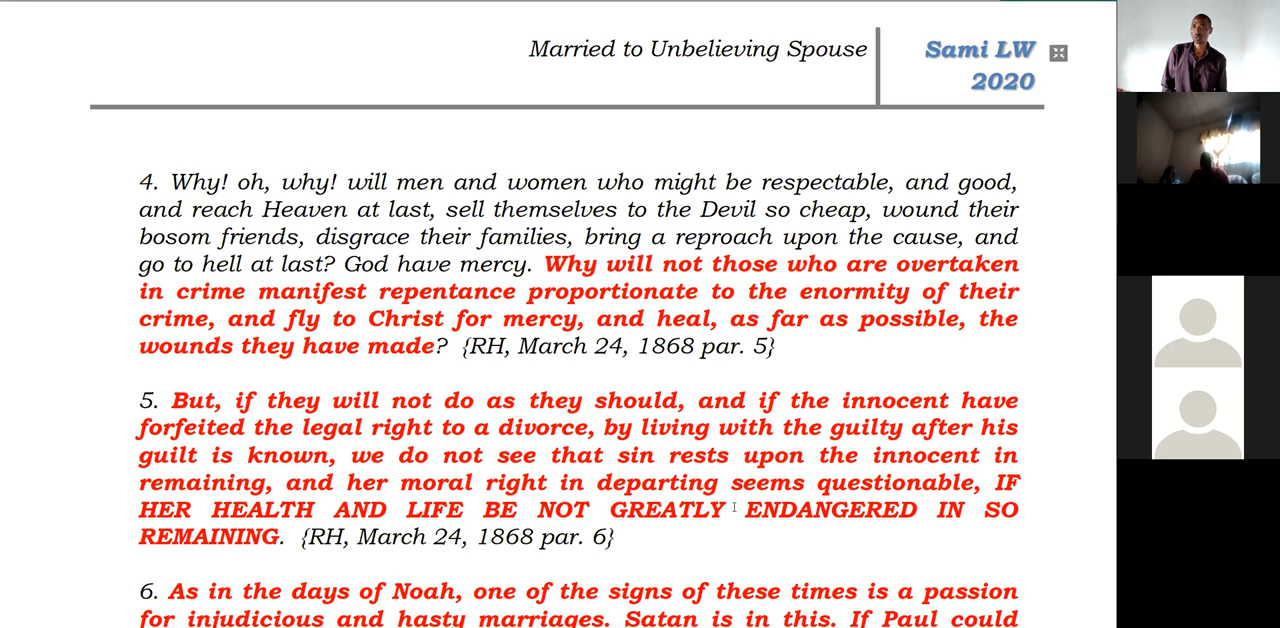 Married to Unbelieving Spouse
Sami LW
2020
4. Why! oh, why! will men and women who might be respectable, and good,
and reach Heaven at last, sell themselves to the Devil so cheap, wound their
bosom friends, disgrace their families, bring a reproach upon the cause, and
go to hell at last? God have mercy. Why will not those who are overtaken
in crime manifest repentance proportionate to the enormity of their
crime, and fly to Christ for mercy, and heal, as far as possible, the
wounds they have made? {RH, March 24, 1868 par. 5}
5. But, if they will not do as they should, and if the innocent have
forfeited the legal right to a divorce, by living with the guilty after his
guilt is known, we do not see that sin rests upon the innocent in
remaining, and her moral right in departing seems questionable, IF
HER HEALTH AND LIFE BE NOT GREATLY ENDANGERED IN SO
REMAINING. {RH, March 24, 1868 par. 6}
6. As in the days of Noah, one of the signs of these times is a passion
for injudicious and hasty marriages. Satan is in this. If Paul could